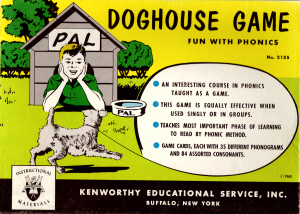 DOGHOUSE GAME
FUN WITH PHONICS
No. 2155
PAL
PAL
AN INTERESTING COURSE IN PHONICS
TAUGHT AS A GAME.
THIS GAME IS EQUALLY EFFECTIVE WHEN
USED SINGLY OR IN GROUPS.
TEACHES MOST IMPORTANT PHASE OF LEARNING
TO READ BY PHONIC METHOD.
GAME CARDS, EACH WITH 35 DIFFERENT PHONOGRAMS
AND 84 ASSORTED CONSONANTS.
INSTRUCTIONAL
MATERIALS
KENWORTHY EDUCATIONAL SERVICE, INC.
BUFFALO, NEW YORK